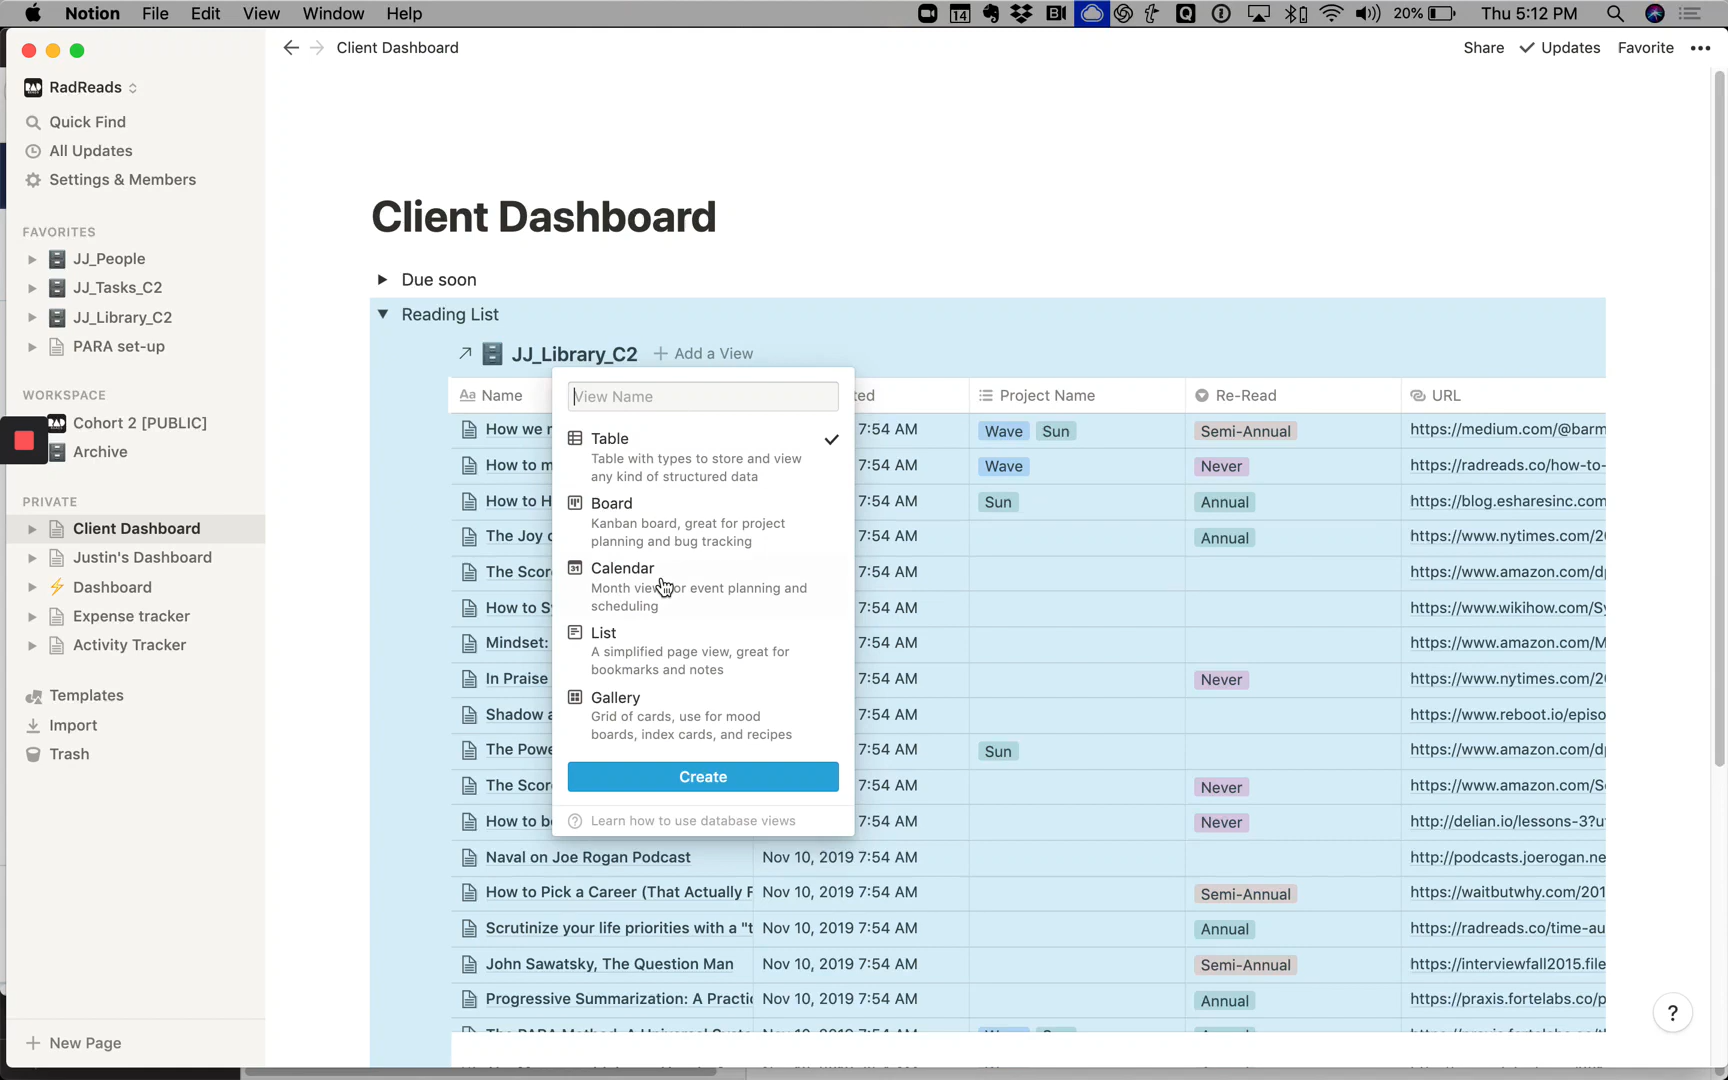 Notion File Edit View Window Help
14
20% Thu 5:12 PM
Client Dashboard
Share Updates Favorite
RadReads
Quick Find
All Updates
Settings & Members
FAVORITES
JJ_People
JJ_Tasks_C2
JJ_Library_C2
PARA set-up
WORKSPACE
Cohort 2 [PUBLIC]
Archive
PRIVATE
Client Dashboard
Justin's Dashboard
Dashboard
Expense tracker
Activity Tracker
Templates
Import
Trash
+ New Page
Client Dashboard
Due soon
Reading List
JJ_Library_C2 + Add a View
Aa Name ted Project Name Re-Read URL
View Name
Table
Table with types to store and view
any kind of structured data
Board
Kanban board, great for project
planning and bug tracking
Calendar
Month view or event planning and
scheduling
List
A simplified page view, great for
bookmarks and notes
Gallery
Grid of cards, use for mood
boards, index cards, and recipes
Create
Learn how to use database views
How we r 7:54 AM Wave Sun Semi-Annual https://medium.com/@barm
How to m 7:54 AM Wave Never https://radreads.co/how-to-
How to H 7:54 AM Sun Annual https://blog.esharesinc.com
The Joy 7:54 AM Annual https://www.nytimes.com/20
The Scor 7:54 AM https://www.amazon.com/dp
How to S 7:54 AM https://www.wikihow.com/Sy
Mindset: 7:54 AM https://www.amazon.com/M
In Praise 7:54 AM Never https://www.nytimes.com/20
Shadow a 7:54 AM https://www.reboot.io/episo
The Powe 7:54 AM Sun https://www.amazon.com/dp
The Scor 7:54 AM Never https://www.amazon.com/S
How to be 7:54 AM Never http://delian.io/lessons-3?u
Naval on Joe Rogan Podcast Nov 10, 2019 7:54 AM http://podcasts.joerogan.ne
How to Pick a Career (That Actually F Nov 10, 2019 7:54 AM Semi-Annual https://waitbutwhy.com/201
Scrutinize your life priorities with a "t Nov 10, 2019 7:54 AM Annual https://radreads.co/time-au
John Sawatsky, The Question Man Nov 10, 2019 7:54 AM Semi-Annual https://interviewfall2015.file
Progressive Summarization: A Practic Nov 10, 2019 7:54 AM Annual https://praxis.fortelabs.co/p
?